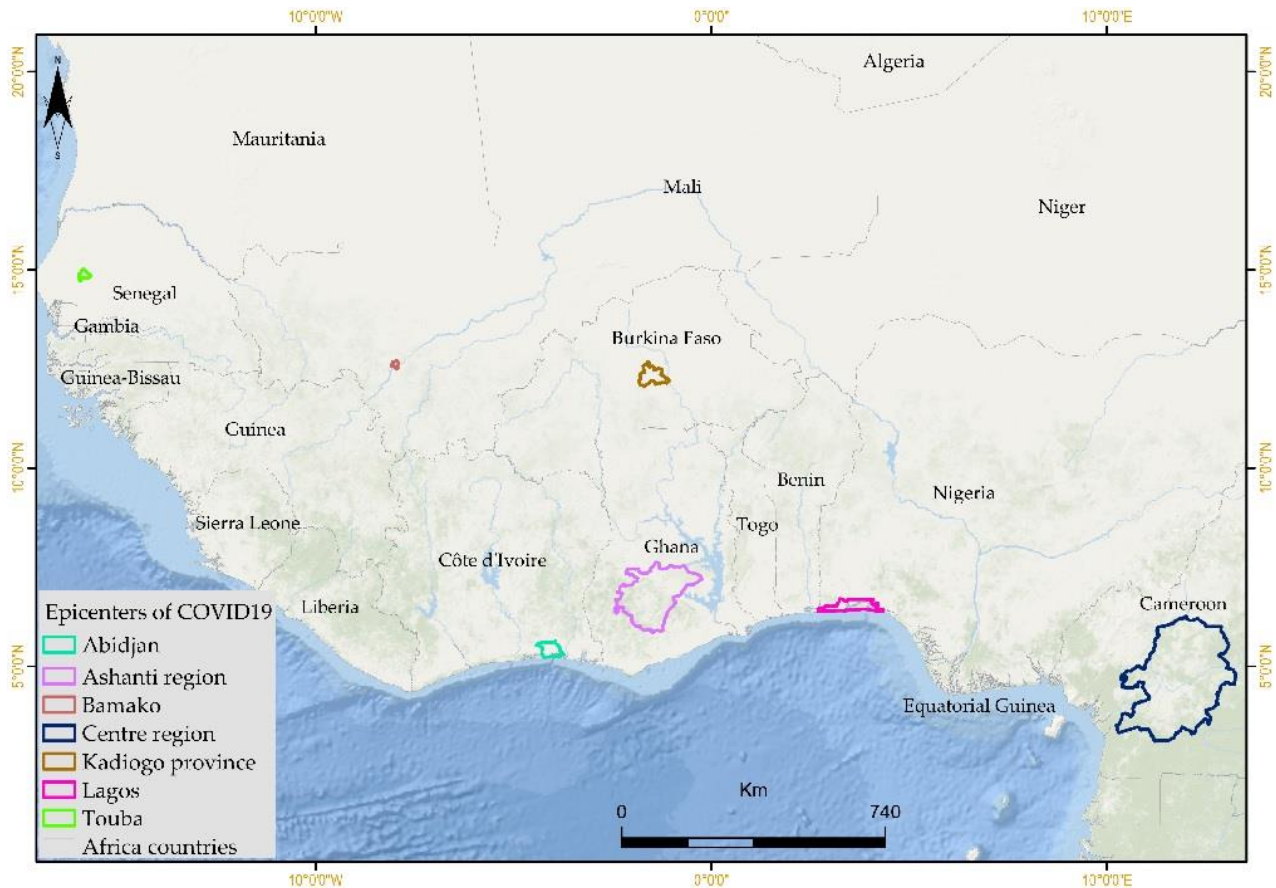 10°0'0"W
0°0'0"
10°0'0"E
20°0'0"N
20°0'0"N
N
S
Algeria
Mauritania
Mali
Niger
15°0'0"N
15°0'0"N
Senegal
Gambia
Burkina Faso
Guinea-Bissau
Guinea
10°0'0"N
10°0'0"N
Benin
Nigeria
Sierra Leone
Togo
Ghana
Côte d'Ivoire
Liberia
Cameroon
5°0'0"N
5°0'0"N
Equatorial Guinea
Epicenters of COVID19
Abidjan
Ashanti region
Bamako
Centre region
Kadiogo province
Lagos
Touba
Africa countries
Km
0
740
10°0'0"W
0°0'0"
10°0'0"E